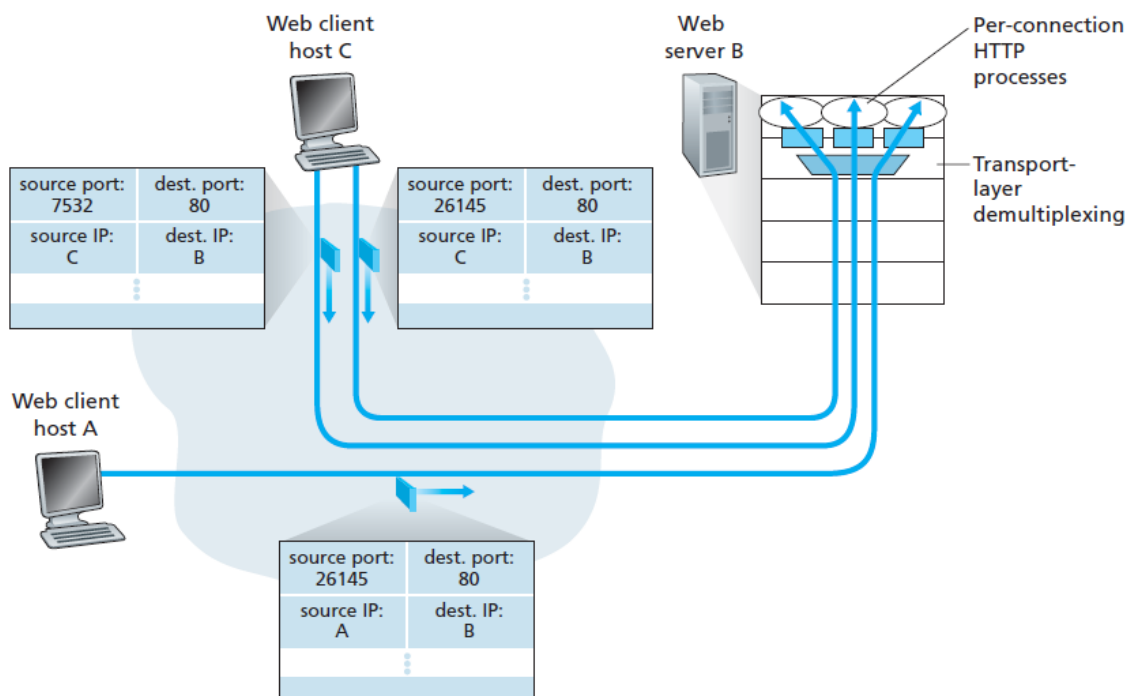 Web client
host C
Web
server B
Per-connection
HTTP
processes
Transport-
layer
demultiplexing
source port:
7532
dest. port:
80
source IP:
C
dest. IP:
B
source port:
26145
dest. port:
80
source IP:
C
dest. IP:
B
Web client
host A
source port:
26145
dest. port:
80
source IP:
A
dest. IP:
B